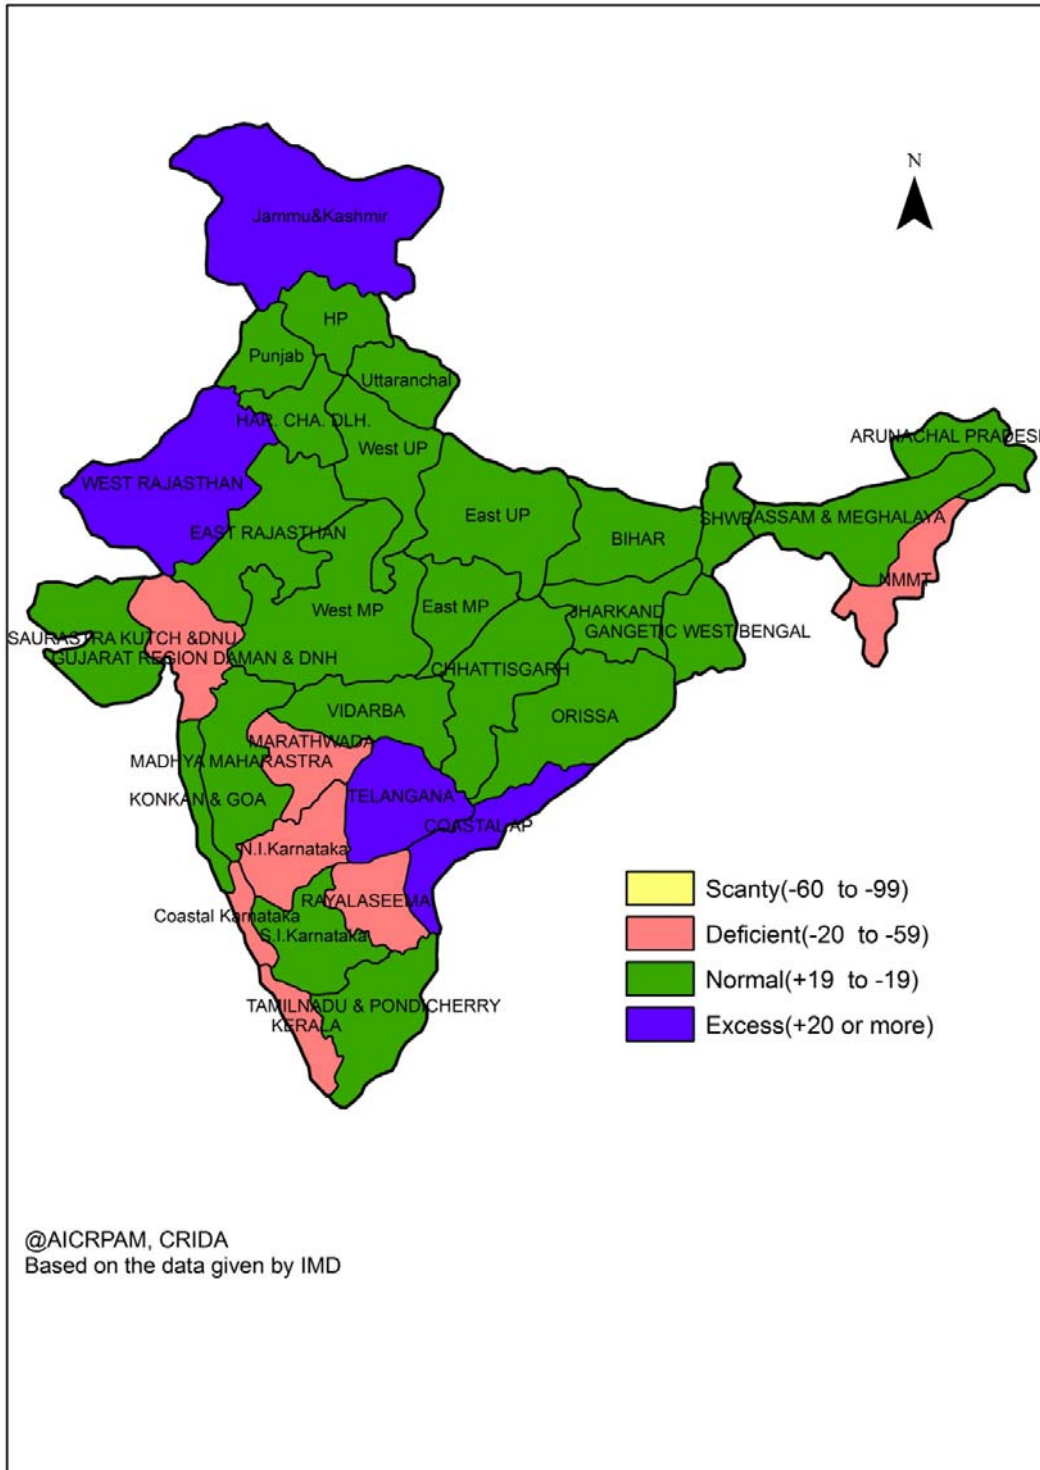 N
Jammu&Kashmir
HP
Punjab
Uttaranchal
HAR. CHA. DLH.
West UP
ARUNACHAL PRADESH
WEST RAJASTHAN
East UP
SHWB
ASSAM & MEGHALAYA
EAST RAJASTHAN
BIHAR
NMMT
West MP
East MP
JHARKAND
SAURASTRA KUTCH &DNU
GANGETIC WEST BENGAL
GUJARAT REGION DAMAN & DNH
CHHATTISGARH
VIDARBA
ORISSA
MARATHWADA
MADHYA MAHARASTRA
KONKAN & GOA
TELANGANA
COASTAL AP
N.I.Karnataka
RAYALASEEMA
Coastal Karnataka
S.I.Karnataka
TAMILNADU & PONDICHERRY
KERALA
Scanty(-60 to -99)
Deficient(-20 to -59)
Normal(+19 to -19)
Excess(+20 or more)
@AICRPAM, CRIDA
Based on the data given by IMD